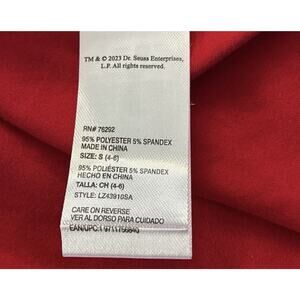 TM & © 2023 Dr. Seuss Enterprises,
L.P. All rights reserved.
RN# 76292
95% POLYESTER 5% SPANDEX
MADE IN CHINA
SIZE: S (4-6)
95% POLIÉSTER 5% SPANDEX
HECHO EN CHINA
TALLA: CH (4-6)
STYLE: LZ43910SA
CARE ON REVERSE
VER AL DORSO PARA CUIDADO
EAN/UPC: